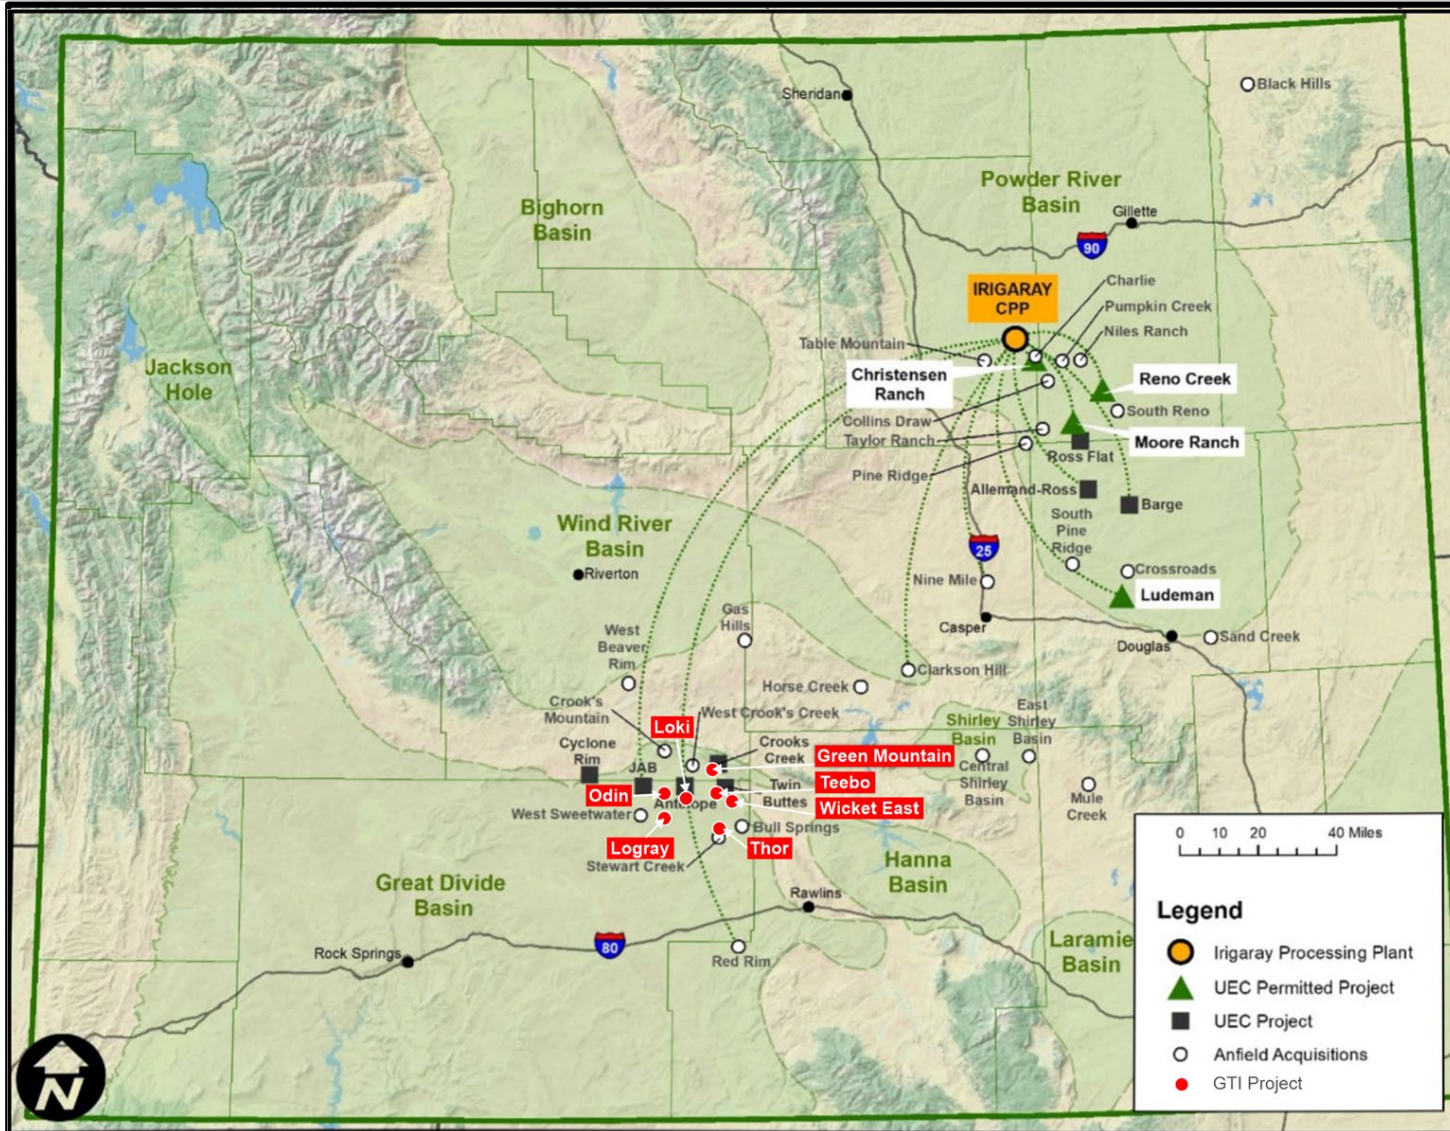 Sheridan
Black Hills
Powder River
Basin
Gillette
90
Bighorn
Basin
IRIGARAY
CPP
Charlie
Pumpkin Creek
Niles Ranch
Table Mountain
Jackson
Hole
Christensen
Ranch
Reno Creek
South Reno
Collins Draw
Taylor Ranch
Moore Ranch
Ross Flat
Pine Ridge
Allemand-Ross
Barge
South
Pine
Ridge
Wind River
Basin
25
Riverton
Nine Mile
Crossroads
Ludeman
Casper
Douglas
Sand Creek
Gas
Hills
West
Beaver
Rim
Clarkson Hill
Horse Creek
Crook's
Mountain
West Crook's Creek
Loki
East
Shirley
Basin
Shirley
Basin
Cyclone
Rim
Crooks
Creek
Green Mountain
JAB
Central
Shirley
Basin
Teebo
Twin
Buttes
Odin
Antelope
Wicket East
Mule
Creek
West Sweetwater
Bull Springs
Logray
Thor
Stewart Creek
Hanna
Basin
Great Divide
Basin
Rawlins
80
Rock Springs
Red Rim
Laramie
Basin
0 10 20 40 Miles
Legend
Irigaray Processing Plant
UEC Permitted Project
UEC Project
Anfield Acquisitions
GTI Project
N